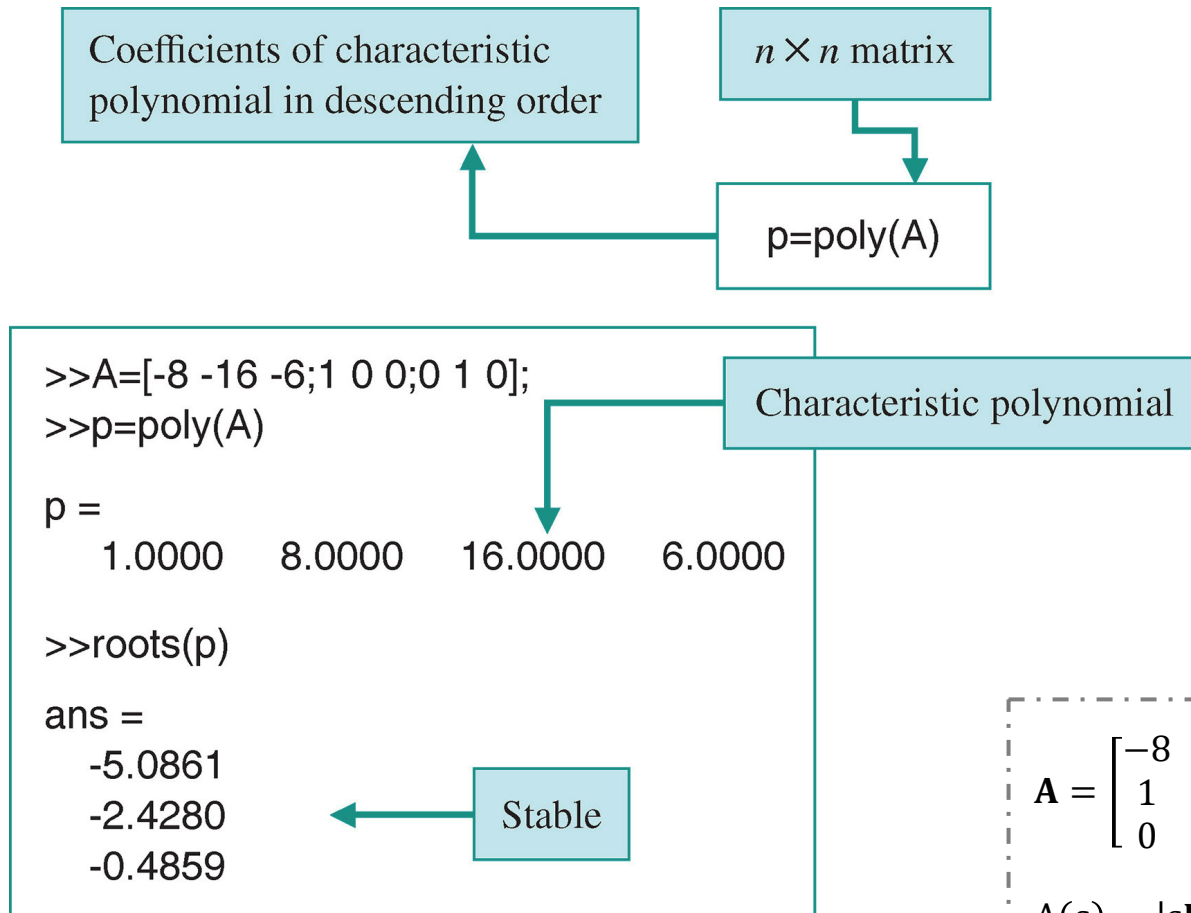 Coefficients of characteristic
polynomial in descending order
n × n matrix
p=poly(A)
>>A=[-8 -16 -6;1 0 0;0 1 0];
>>p=poly(A)
Characteristic polynomial
p =
1.0000 8.0000 16.0000 6.0000
>>roots(p)
ans =
-5.0861
-2.4280
-0.4859
Stable
A = [−8
1
0